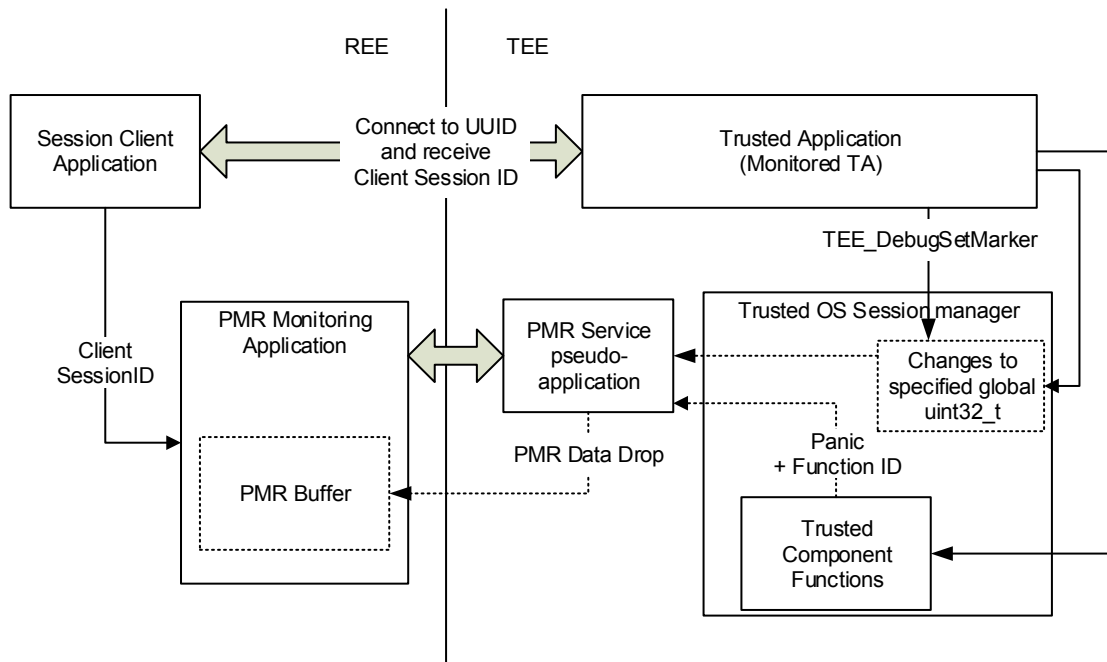 REE
TEE
Session Client
Application
Connect to UUID
and receive
Client Session ID
Trusted Application
(Monitored TA)
TEE_DebugSetMarker
Client
SessionID
PMR Monitoring
Application
PMR Buffer
PMR Service
pseudo-
application
PMR Data Drop
Trusted OS Session manager
Changes to
specified global
uint32_t
Panic
+ Function ID
Trusted
Component
Functions